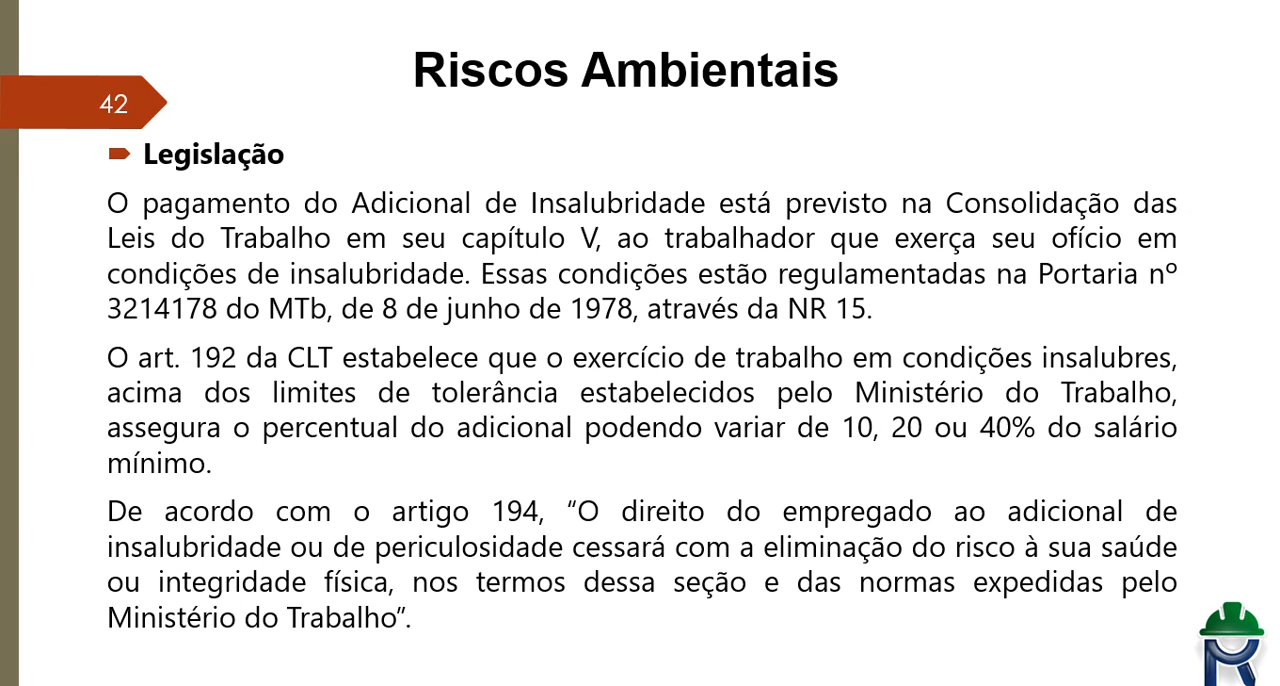 Riscos Ambientais
42
Legislação
O pagamento do Adicional de Insalubridade está previsto na Consolidação das
Leis do Trabalho em seu capítulo V, ao trabalhador que exerça seu ofício em
condições de insalubridade. Essas condições estão regulamentadas na Portaria nº
3214178 do MTb, de 8 de junho de 1978, através da NR 15.
O art. 192 da CLT estabelece que o exercício de trabalho em condições insalubres,
acima dos limites de tolerância estabelecidos pelo Ministério do Trabalho,
assegura o percentual do adicional podendo variar de 10, 20 ou 40% do salário
mínimo.
De acordo com o artigo 194, “O direito do empregado ao adicional de
insalubridade ou de periculosidade cessará com a eliminação do risco à sua saúde
ou integridade física, nos termos dessa seção e das normas expedidas pelo
Ministério do Trabalho”.